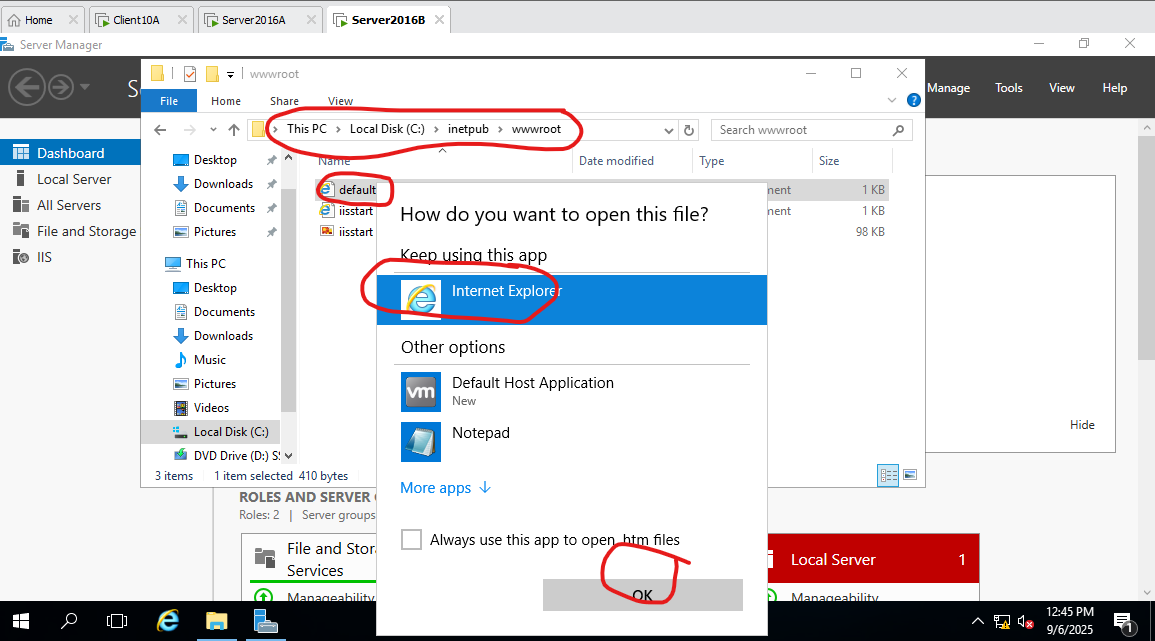 Home
Client10A
Server2016A
Server2016B
Server Manager
wwwroot
Manage Tools View Help
File Home Share View
This PC > Local Disk (C:) > inetpub > wwwroot
Search wwwroot
Name Date modified Type Size
Dashboard
Local Server
All Servers
File and Storage
IIS
Desktop
Downloads
Documents
Pictures
This PC
Desktop
Documents
Downloads
Music
Pictures
Videos
Local Disk (C:)
DVD Drive (D:)
default 1 KB
iisstart 1 KB
iisstart 98 KB
3 items 1 item selected 410 bytes
How do you want to open this file?
Keep using this app
Internet Explorer
Other options
vm
Default Host Application
New
Notepad
More apps
Always use this app to open .htm files
OK
Hide
ROLES AND SERVER
Roles: 2 | Server groups
File and Stora
Services
Manageability
Local Server 1
Manageability
12:45 PM
9/6/2025
1